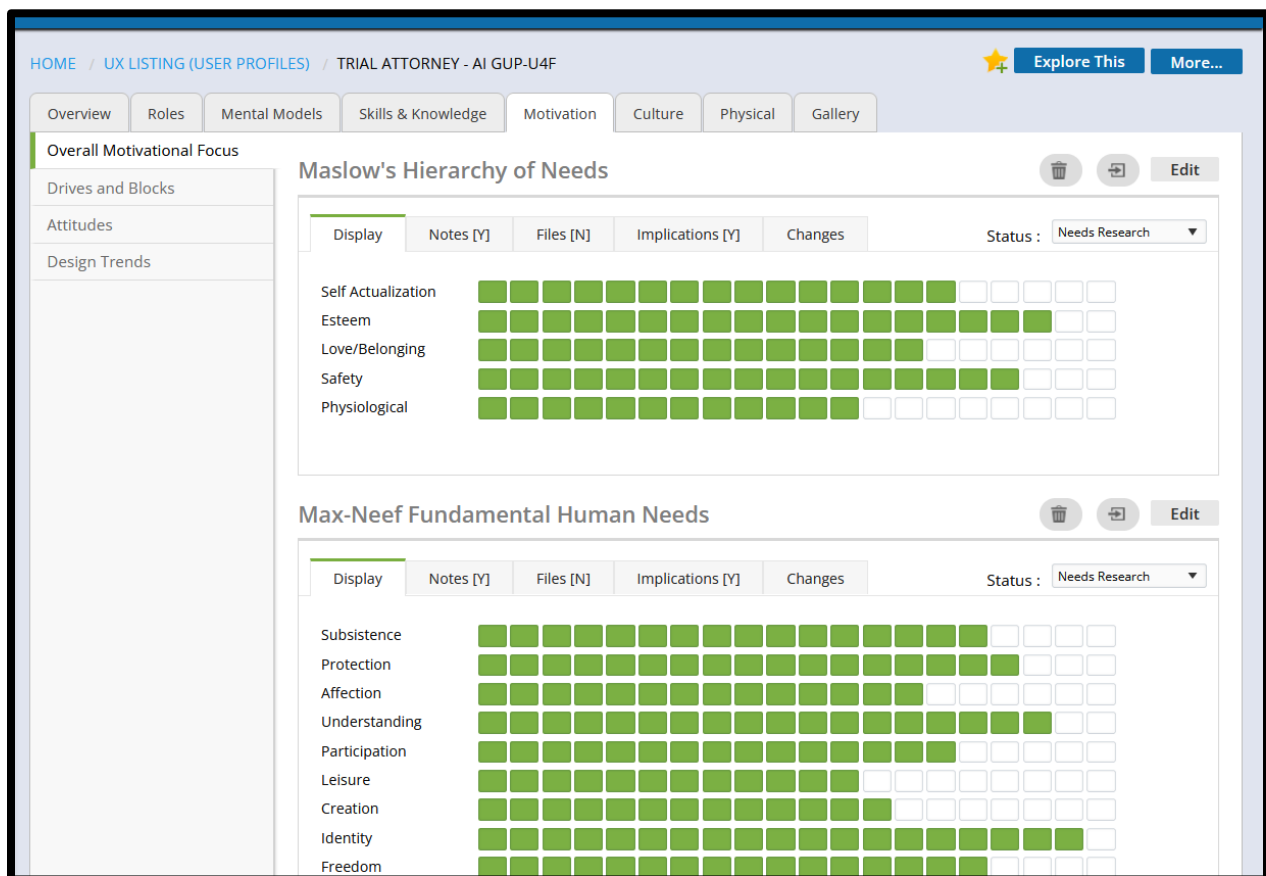 HOME / UX LISTING (USER PROFILES) / TRIAL ATTORNEY - AI GUP-U4F
Explore This
More...
Overview
Roles
Mental Models
Skills & Knowledge
Motivation
Culture
Physical
Gallery
Overall Motivational Focus
Drives and Blocks
Attitudes
Design Trends
Maslow's Hierarchy of Needs
Edit
Display
Notes [Y]
Files [N]
Implications [Y]
Changes
Status :
Needs Research
Self Actualization
Esteem
Love/Belonging
Safety
Physiological
Max-Neef Fundamental Human Needs
Edit
Display
Notes [Y]
Files [N]
Implications [Y]
Changes
Status :
Needs Research
Subsistence
Protection
Affection
Understanding
Participation
Leisure
Creation
Identity
Freedom